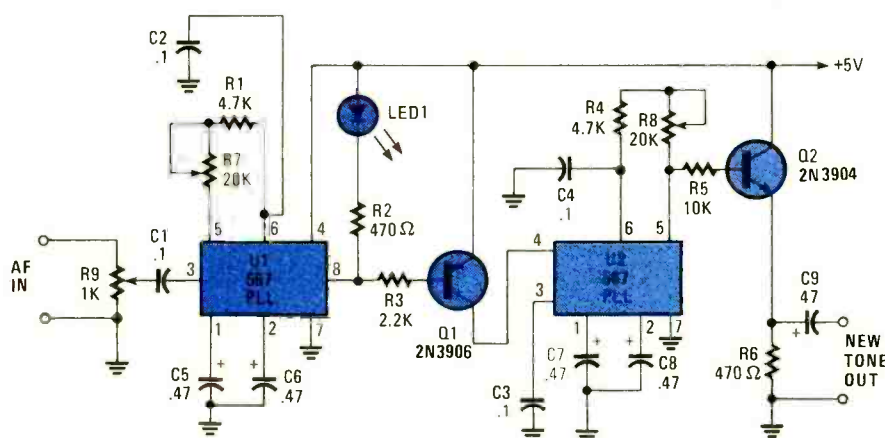 C2
.1
R1
4.7K
R7
20K
5
6
4
AF
IN
R9
1K
C1
.1
3
U1
567
PLL
8
1
2
7
C5
.47
C6
.47
LED1
R2
470Ω
R3
2.2K
Q1
2N3906
+5V
R4
4.7K
R8
20K
C4
.1
R5
10K
Q2
2N3904
6
5
4
3
U2
567
PLL
1
2
7
C7
.47
C8
.47
C3
.1
C9
47
R6
470Ω
NEW
TONE
OUT